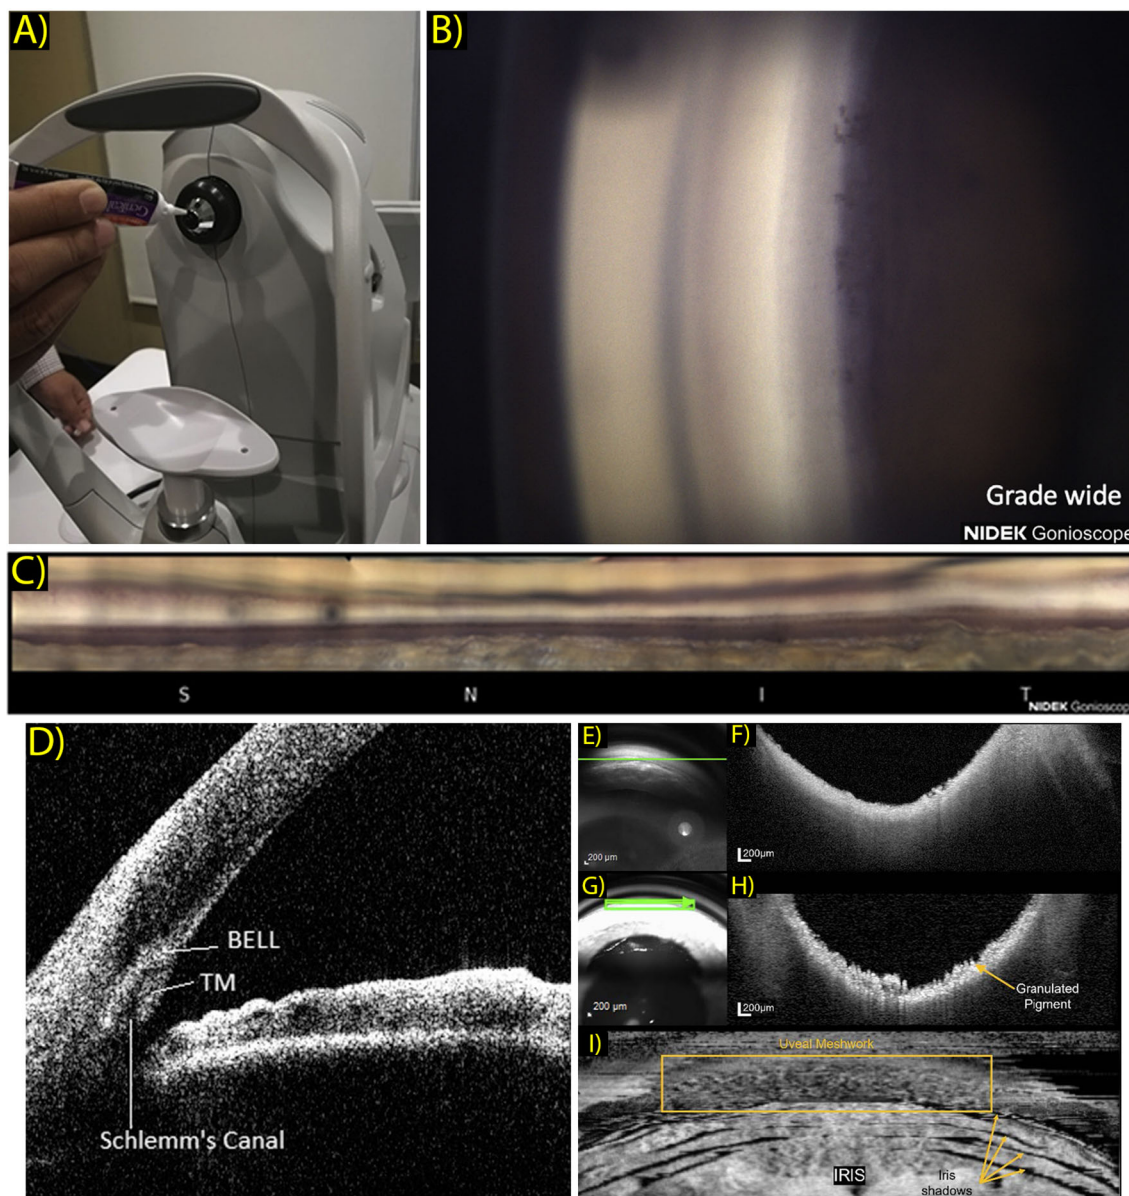 A)
B)
Grade wide
NIDEK Gonioscope
C)
S N I T
NIDEK Gonioscop
D)
BELL
TM
Schlemm's Canal
E)
200 µm
F)
200µm
G)
200 µm
H)
200µm
Granulated
Pigment
I)
Uveal Meshwork
IRIS
Iris
shadows